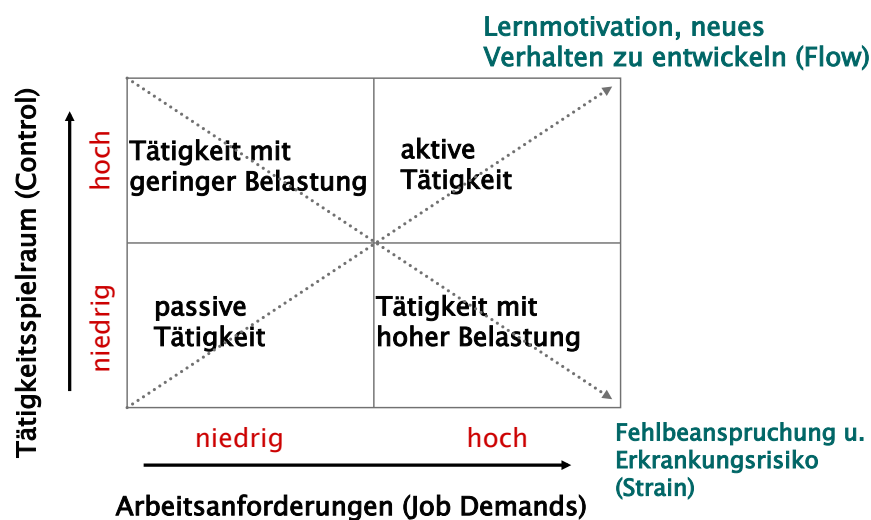 Lernmotivation, neues
Verhalten zu entwickeln (Flow)
Tätigkeitsspielraum (Control)
hoch
niedrig
Tätigkeit mit
geringer Belastung
aktive
Tätigkeit
passive
Tätigkeit
Tätigkeit mit
hoher Belastung
niedrig
hoch
Arbeitsanforderungen (Job Demands)
Fehlbeanspruchung u.
Erkrankungsrisiko
(Strain)